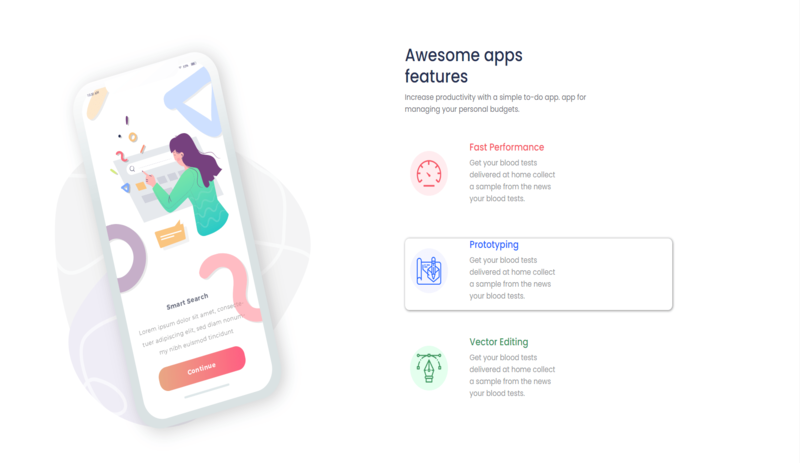 Awesome apps
features
Increase productivity with a simple to-do app. app for
managing your personal budgets.
Fast Performance
Get your blood tests
delivered at home collect
a sample from the news
your blood tests.
Prototyping
Get your blood tests
delivered at home collect
a sample from the news
your blood tests.
Vector Editing
Get your blood tests
delivered at home collect
a sample from the news
your blood tests.
Smart Search
Lorem ipsum dolor sit amet,
tuer adipiscing elit, sed diam
my nibh euismod tincidunt
Continue